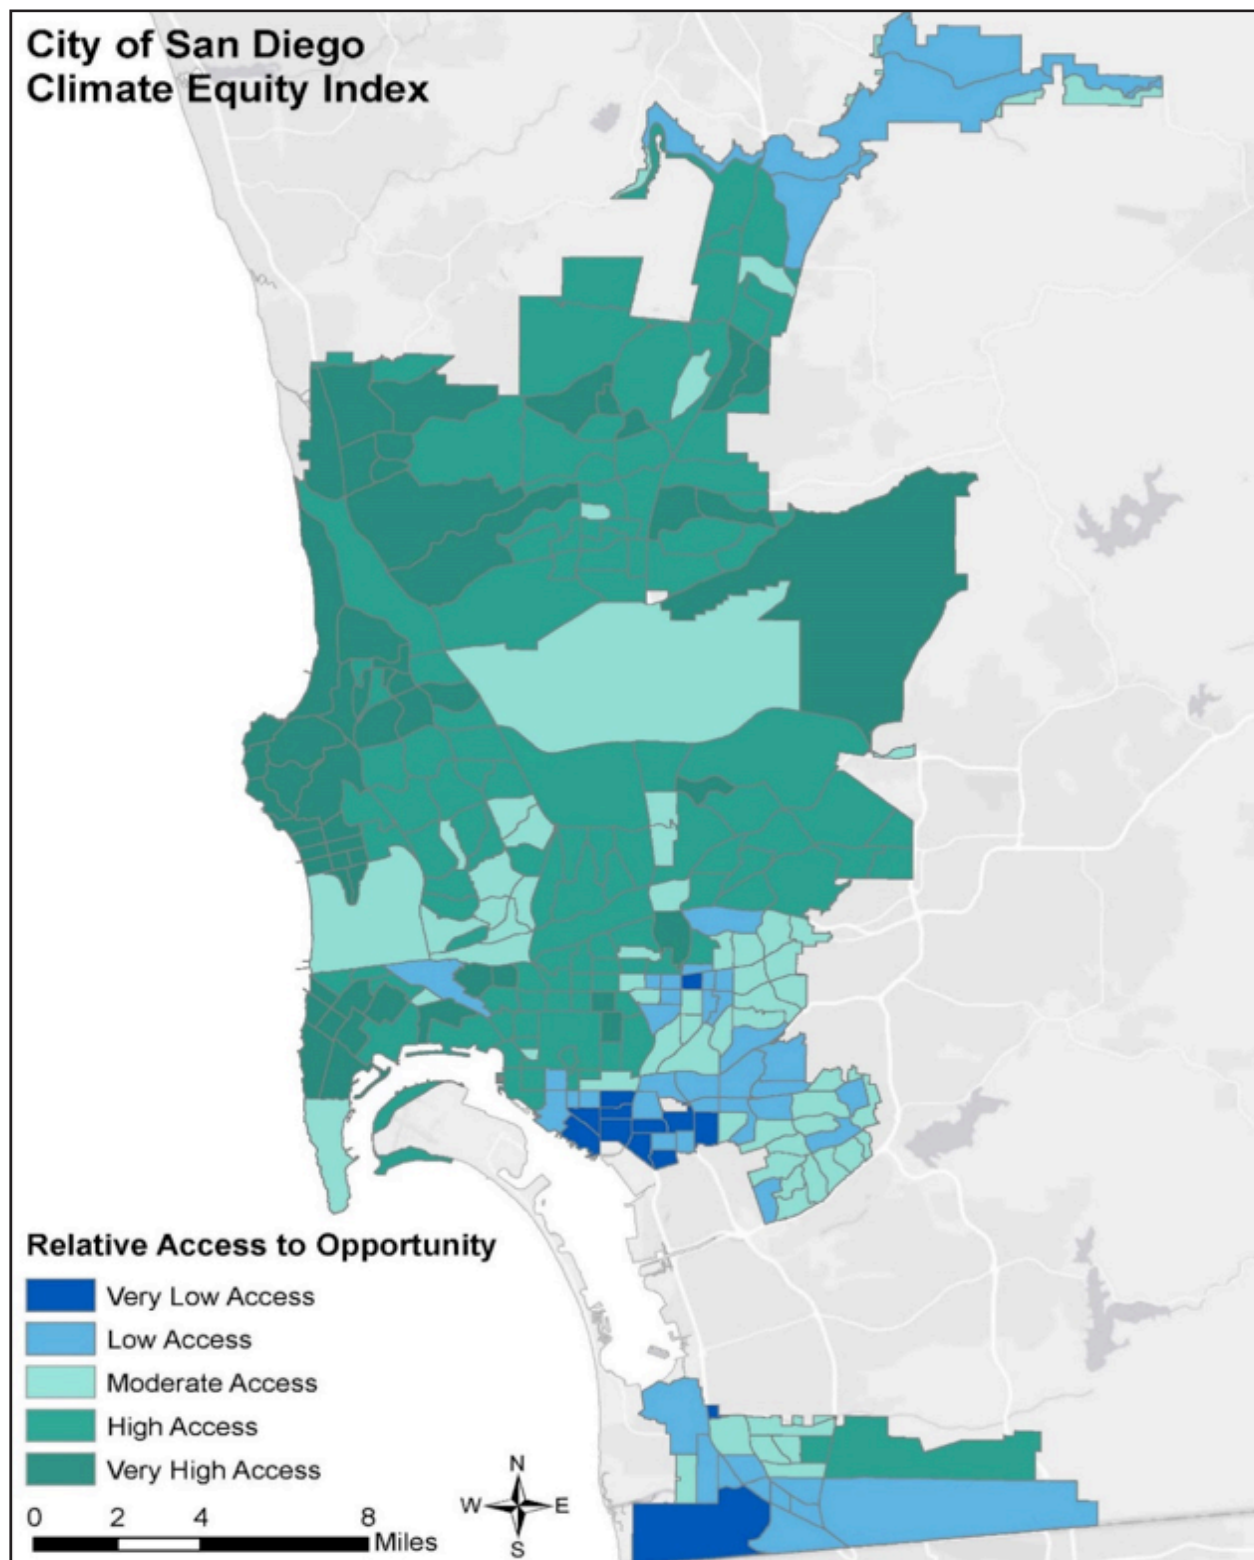 City of San Diego
Climate Equity Index
Relative Access to Opportunity
Very Low Access
Low Access
Moderate Access
High Access
Very High Access
0 2 4 8
Miles
N
W E
S